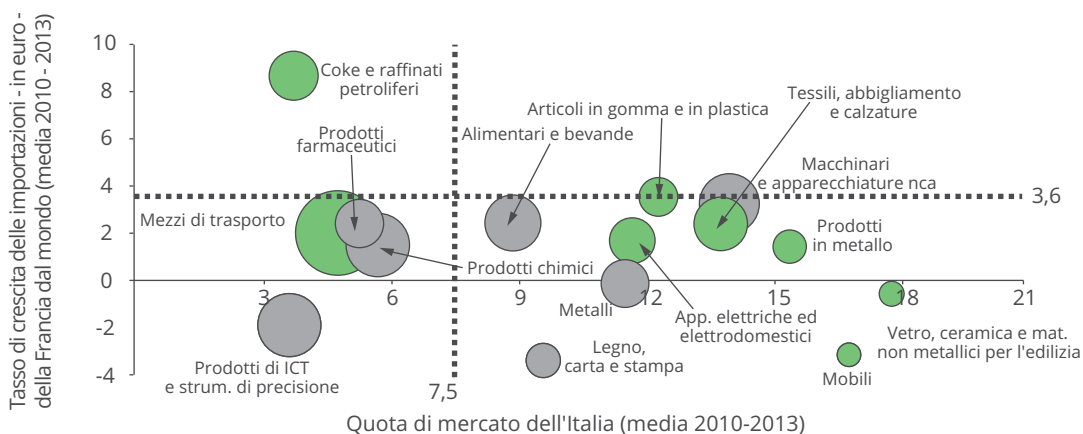 Tasso di crescita delle importazioni - in euro -
della Francia dal mondo (media 2010 - 2013)
10
8
6
4
2
0
-2
-4
Coke e raffinati
petroliferi
Prodotti
farmaceutici
Alimentari e bevande
Articoli in gomma e in plastica
Tessili, abbigliamento
e calzature
Macchinari
e apparecchiature nca
3,6
Mezzi di trasporto
Prodotti
in metallo
Prodotti chimici
3
6
9
12
15
18
21
Metalli
App. elettriche ed
elettrodomestici
Vetro, ceramica e mat.
non metallici per l'edilizia
Legno,
carta e stampa
Mobili
Prodotti di ICT
e strum. di precisione
7,5
Quota di mercato dell'Italia (media 2010-2013)